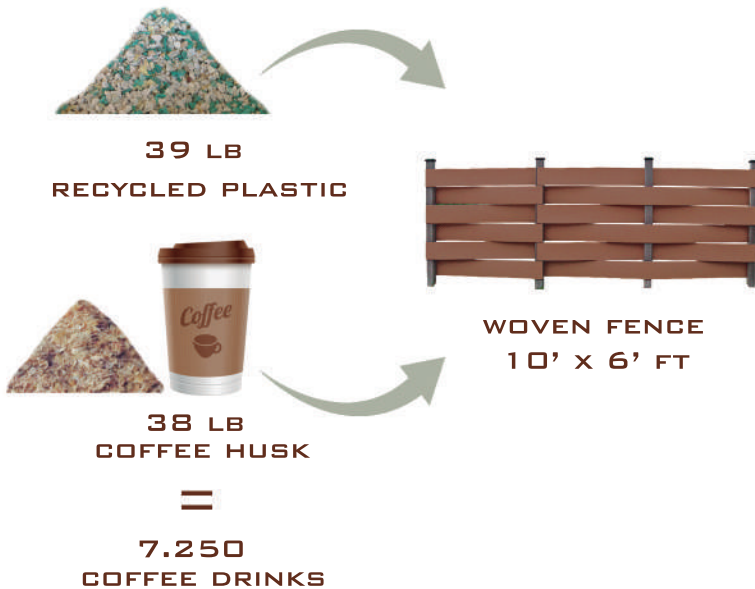 39 LB
RECYCLED PLASTIC
Coffee
38 LB
COFFEE HUSK
=
7.250
COFFEE DRINKS
WOVEN FENCE
10' X 6' FT